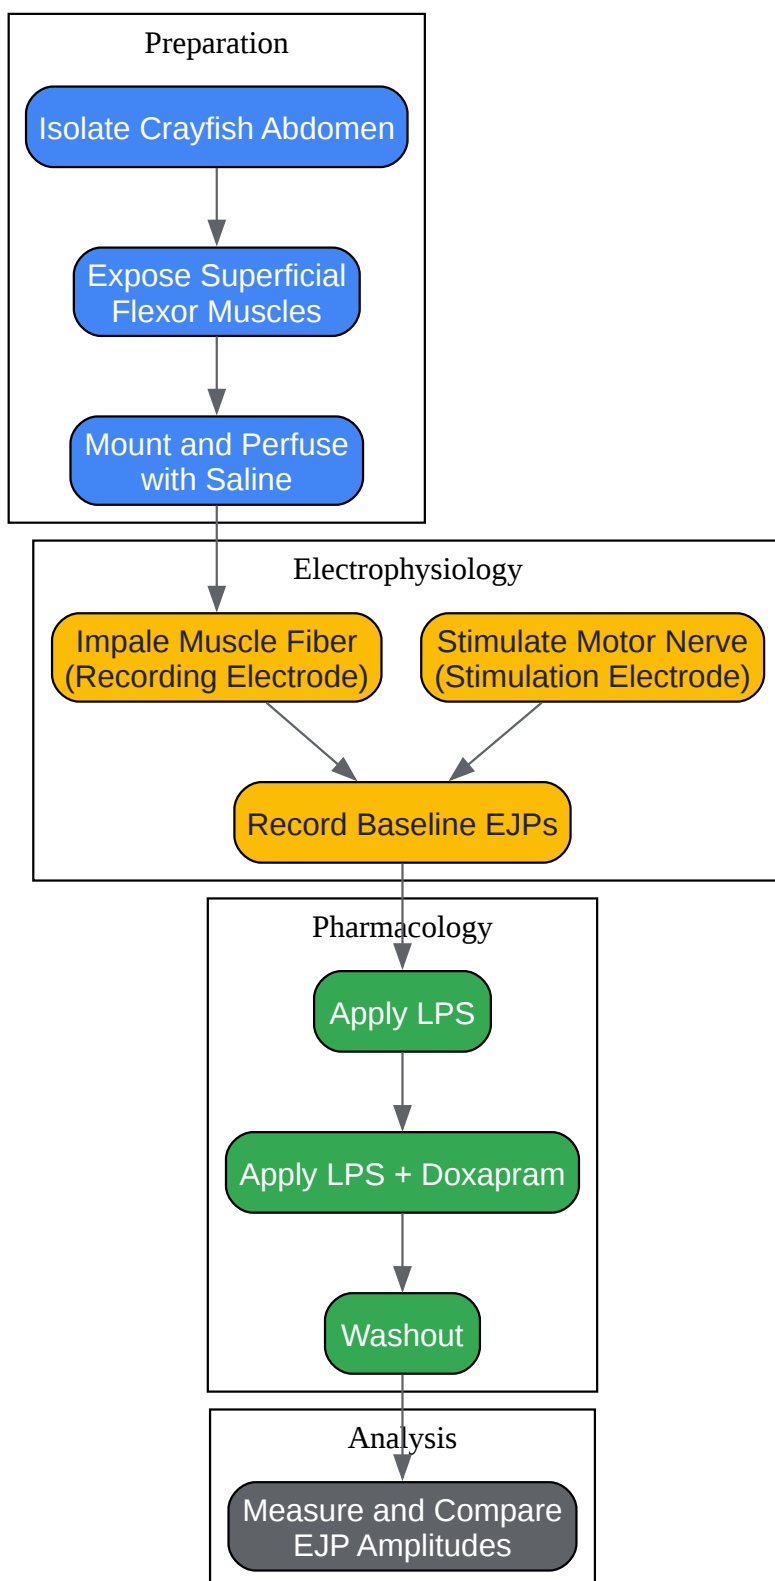 Preparation
Isolate Crayfish Abdomen
Expose Superficial
Flexor Muscles
Mount and Perfuse
with Saline
Electrophysiology
Impale Muscle Fiber
(Recording Electrode)
Stimulate Motor Nerve
(Stimulation Electrode)
Record Baseline EJPs
Pharmacology
Apply LPS
Apply LPS + Doxapram
Washout
Analysis
Measure and Compare
EJP Amplitudes